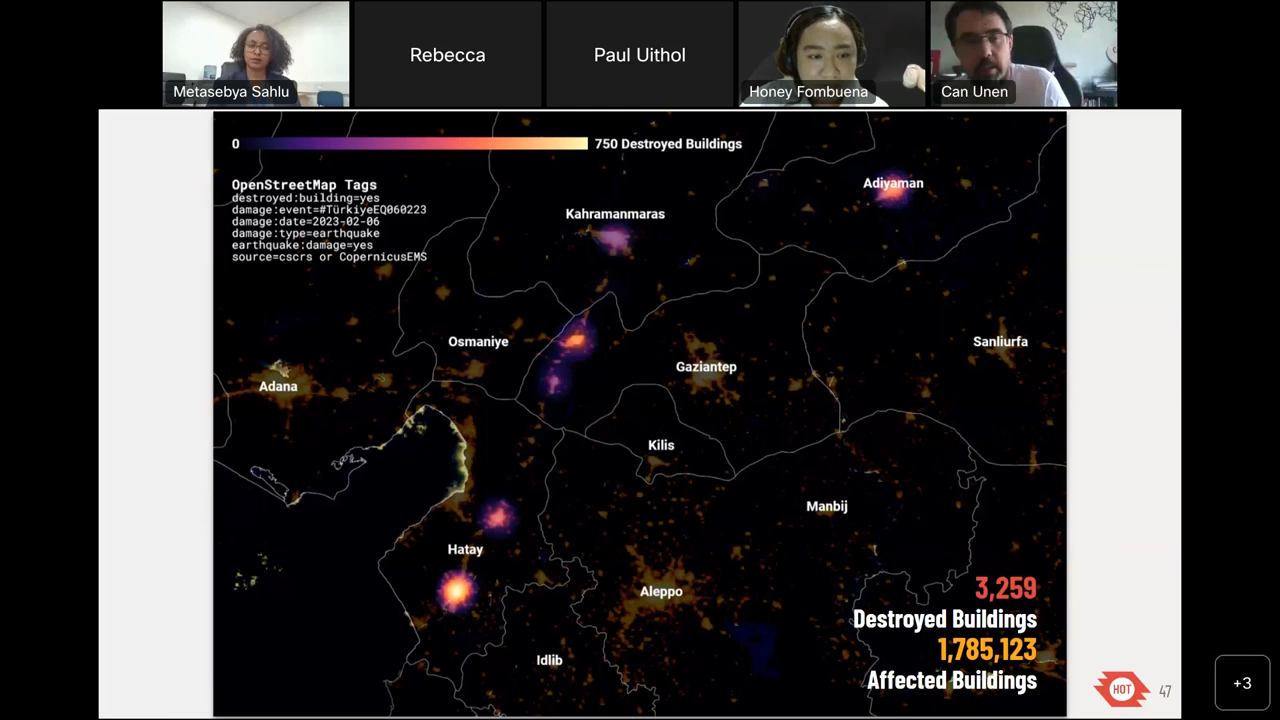 Metasebya Sahlu
Rebecca
Paul Uithol
Honey Fombuena
Can Unen
0
750 Destroyed Buildings
OpenStreetMap Tags
destroyed:building=yes
damage:event=#TürkiyeEQ060223
damage:date=2023-02-06
damage:type=earthquake
earthquake:damage=yes
source=cscrs or CopernicusEMS
Adiyaman
Kahramanmaras
Osmaniye
Sanliurfa
Gaziantep
Adana
Kilis
Manbij
Hatay
Aleppo
Idlib
3,259
Destroyed Buildings
1,785,123
Affected Buildings
HOT
47
+3